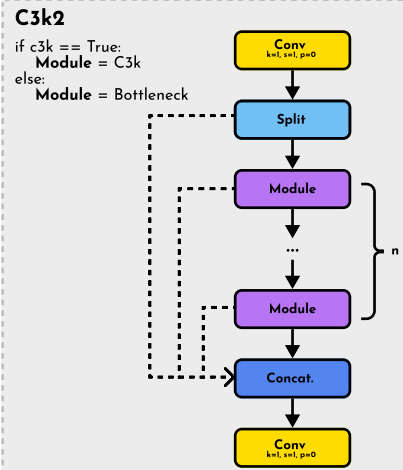 C3k2
if c3k == True:
Module = C3k
else:
Module = Bottleneck
Conv
k=1, s=1, p=0
Split
Module
...
Module
n
Concat.
Conv
k=1, s=1, p=0